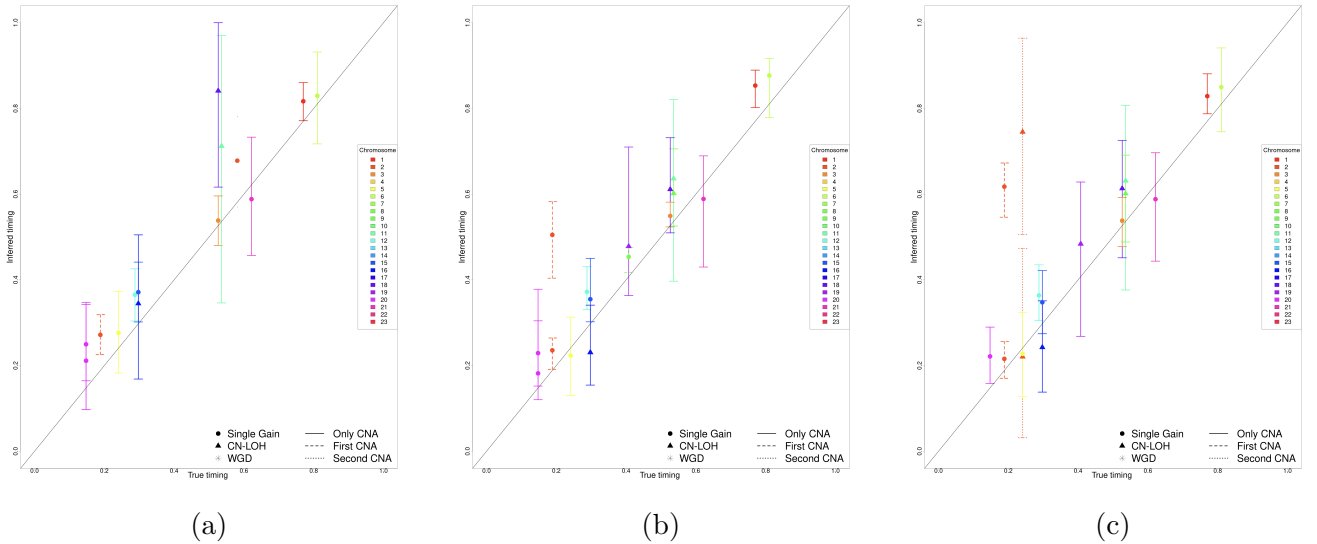 Inferred timing
0.0 0.2 0.4 0.6 0.8 1.0
Chromosome
1
2
3
4
5
6
7
8
9
10
11
12
13
14
15
16
17
18
19
20
21
22
23
Single Gain Only CNA
CN-LOH First CNA
WGD Second CNA
0.0 0.2 0.4 0.6 0.8 1.0
True timing
(a)
Inferred timing
0.0 0.2 0.4 0.6 0.8 1.0
Chromosome
1
2
3
4
5
6
7
8
9
10
11
12
13
14
15
16
17
18
19
20
21
22
23
Single Gain Only CNA
CN-LOH First CNA
WGD Second CNA
0.0 0.2 0.4 0.6 0.8 1.0
True timing
(b)
Inferred timing
0.0 0.2 0.4 0.6 0.8 1.0
Chromosome
1
2
3
4
5
6
7
8
9
10
11
12
13
14
15
16
17
18
19
20
21
22
23
Single Gain Only CNA
CN-LOH First CNA
WGD Second CNA
0.0 0.2 0.4 0.6 0.8 1.0
True timing
(c)